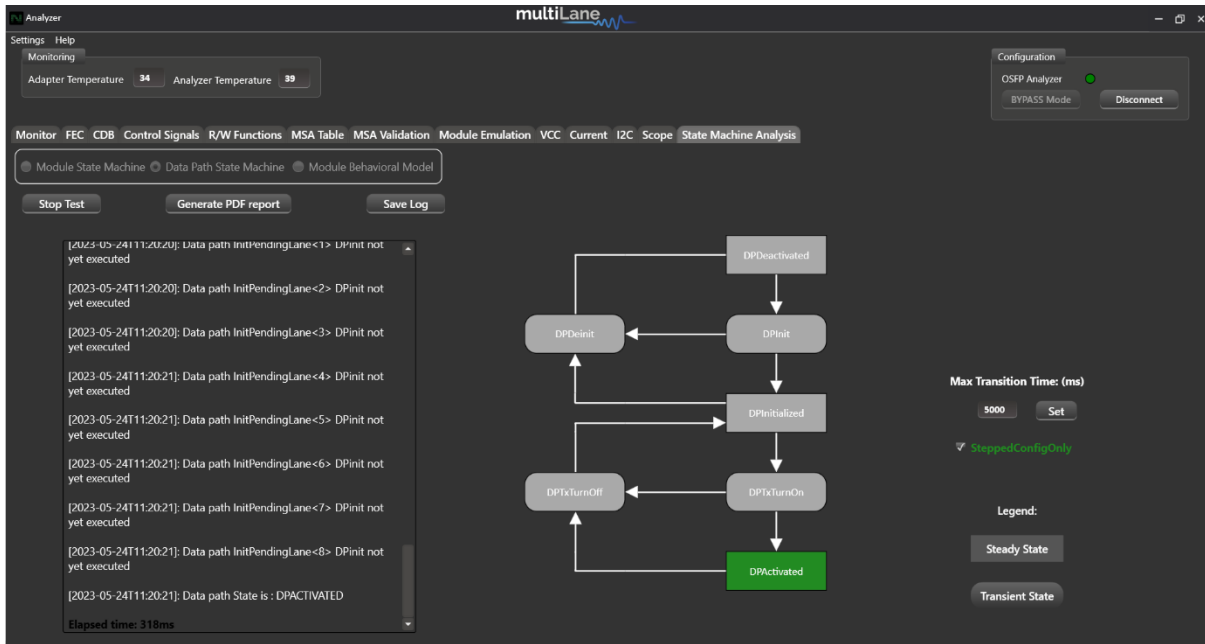 Analyzer
multiLane
Settings Help
Monitoring
Adapter Temperature 34 Analyzer Temperature 39
Configuration
OSFP Analyzer
BYPASS Mode Disconnect
Monitor FEC CDB Control Signals R/W Functions MSA Table MSA Validation Module Emulation VCC Current I2C Scope State Machine Analysis
Module State Machine Data Path State Machine Module Behavioral Model
Stop Test Generate PDF report Save Log
[2023-05-24T11:20:20]: Data path InitPendingLane<1> DPinit not
yet executed
[2023-05-24T11:20:20]: Data path InitPendingLane<2> DPinit not
yet executed
[2023-05-24T11:20:20]: Data path InitPendingLane<3> DPinit not
yet executed
[2023-05-24T11:20:21]: Data path InitPendingLane<4> DPinit not
yet executed
[2023-05-24T11:20:21]: Data path InitPendingLane<5> DPinit not
yet executed
[2023-05-24T11:20:21]: Data path InitPendingLane<6> DPinit not
yet executed
[2023-05-24T11:20:21]: Data path InitPendingLane<7> DPinit not
yet executed
[2023-05-24T11:20:21]: Data path InitPendingLane<8> DPinit not
yet executed
[2023-05-24T11:20:21]: Data path State is : DPACTIVATED
Elapsed time: 318ms
DPDeactivated
DPDeinit DPInit
DPInitialized
DPTxTurnOff DPTxTurnOn
DPActivated
Max Transition Time: (ms)
5000 Set
SteppedConfigOnly
Legend:
Steady State
Transient State